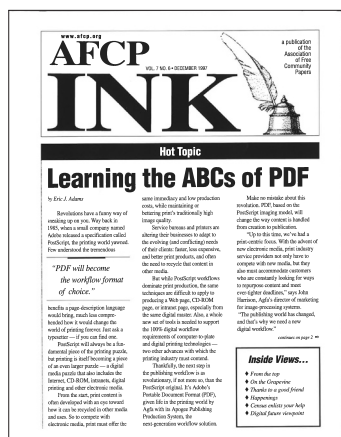 www.afcp.org
AFCP
INK
VOL. 7 NO. 6 • DECEMBER 1997
a publication
of the
Association
of Free
Community
Papers
Hot Topic
Learning the ABCs of PDF
by Eric J. Adams
Revolutions have a funny way of
sneaking up on you. Way back in
1985, when a small company named
Adobe released a specification called
PostScript, the printing world yawned.
How understood the tremendous
"PDF will become
the workflow format
of choice."
benefits a page-description language
would bring, much less compre-
hended how it would change the
world of printing forever. Just ask a
typesetter — if you can find one.
PostScript will always be a fun-
damental piece of the printing puzzle,
but printing is itself becoming a piece
of an even larger puzzle — a digital
media puzzle that also includes the
Internet, CD-ROM, intranets, digital
printing and other electronic media.
From the start, print content is
often developed with an eye toward
how it can be recycled in other media
and uses. So to compete with
electronic media, print must offer the
same immediacy and low production
costs, while maintaining or
bettering print's traditionally high
image quality.
Service bureaus and printers are
altering their businesses to adapt to
the evolving (and conflicting) needs
of their clients: faster, less expensive,
and better print products, and often
the need to recycle that content in
other media.
But while PostScript workflows
dominate print production, the same
techniques are difficult to apply to
producing a Web page, CD-ROM
page, or intranet page, especially from
the same digital master. Also, a whole
new set of tools is needed to support
the 100% digital workflow
requirements of computer-to-plate
and digital printing technologies —
two other advances with which the
printing industry must contend.
Thankfully, the next step in
the publishing workflow is as
revolutionary, if not more so, than the
PostScript original. It's Adobe's
Portable Document Format (PDF),
given life in the printing world by
Agfa with its Apogee Publishing
Production System, the
next-generation workflow solution.
Make no mistake about this
revolution. PDF, based on the
PostScript imaging model, will
change the way content is handled
from creation to publication.
"Up to this time, we've had a
print-centric focus. With the advent of
new electronic media, print industry
service providers not only have to
compete with new media, but they
also must accommodate customers
who are constantly looking for ways
to repurpose content and meet
ever-tighter deadlines," says John
Harrison, Agfa's director of marketing
for image-processing systems.
"The publishing world has changed,
and that's why we need a new
digital workflow."
continues on page 2
Inside Views...
♦ From the top
♦ On the Grapevine
♦ Thanks to a good friend
♦ Happenings
♦ Census enlists your help
♦ Digital future viewpoint